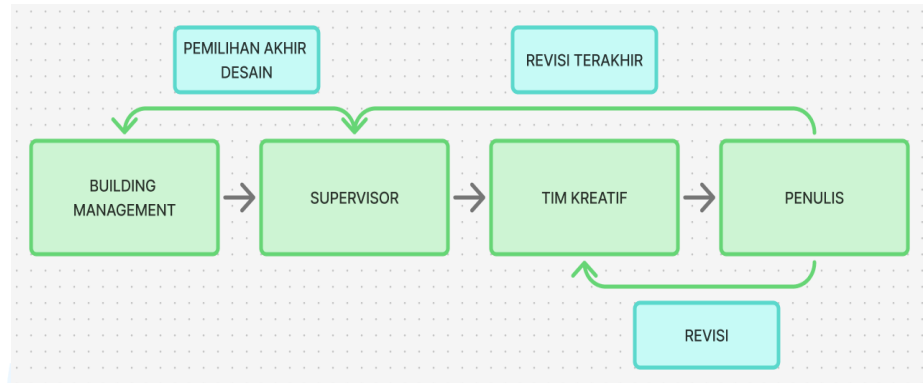 PEMILIHAN AKHIR
DESAIN
REVISI TERAKHIR
BUILDING
MANAGEMENT
SUPERVISOR
TIM KREATIF
PENULIS
REVISI